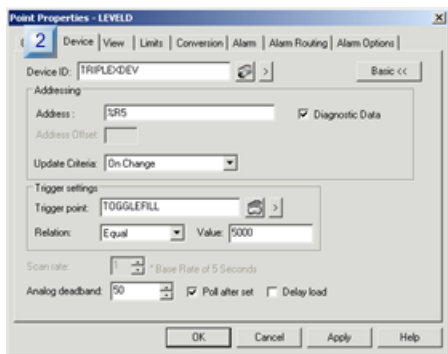 Point Properties - LEVELD
2 Device View Limits Conversion Alarm Alarm Routing Alarm Options
Device ID: TRIPLEXDEV Basic <<
Addressing
Address : %R5 Diagnostic Data
Address Offset:
Update Criteria: On Change
Trigger settings
Trigger point: TOGGLEFILL
Relation: Equal Value: 5000
Scan rate: 1 * Base Rate of 5 Seconds
Analog deadband: 50 Poll after set Delay load
OK Cancel Apply Help